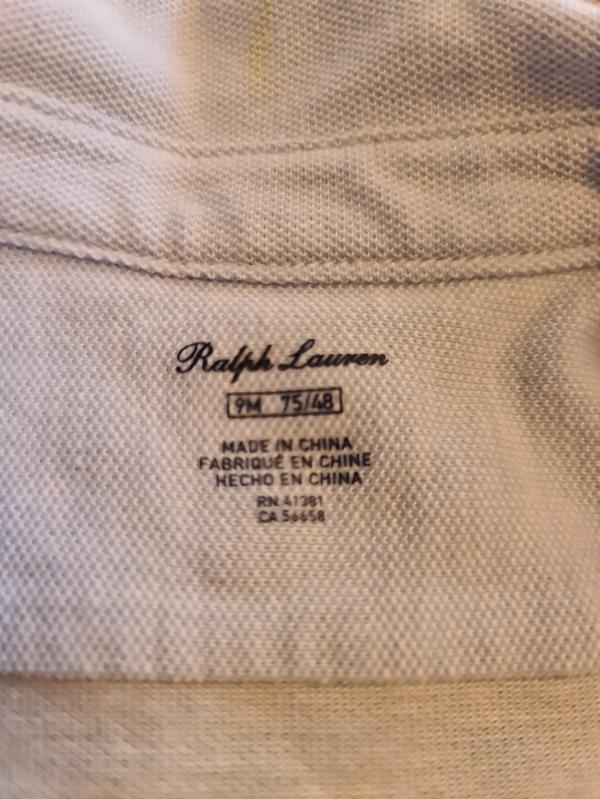 Ralph Lauren
9M 75/48
MADE IN CHINA
FABRIQUÉ EN CHINE
HECHO EN CHINA
RN 41381
CA 56658